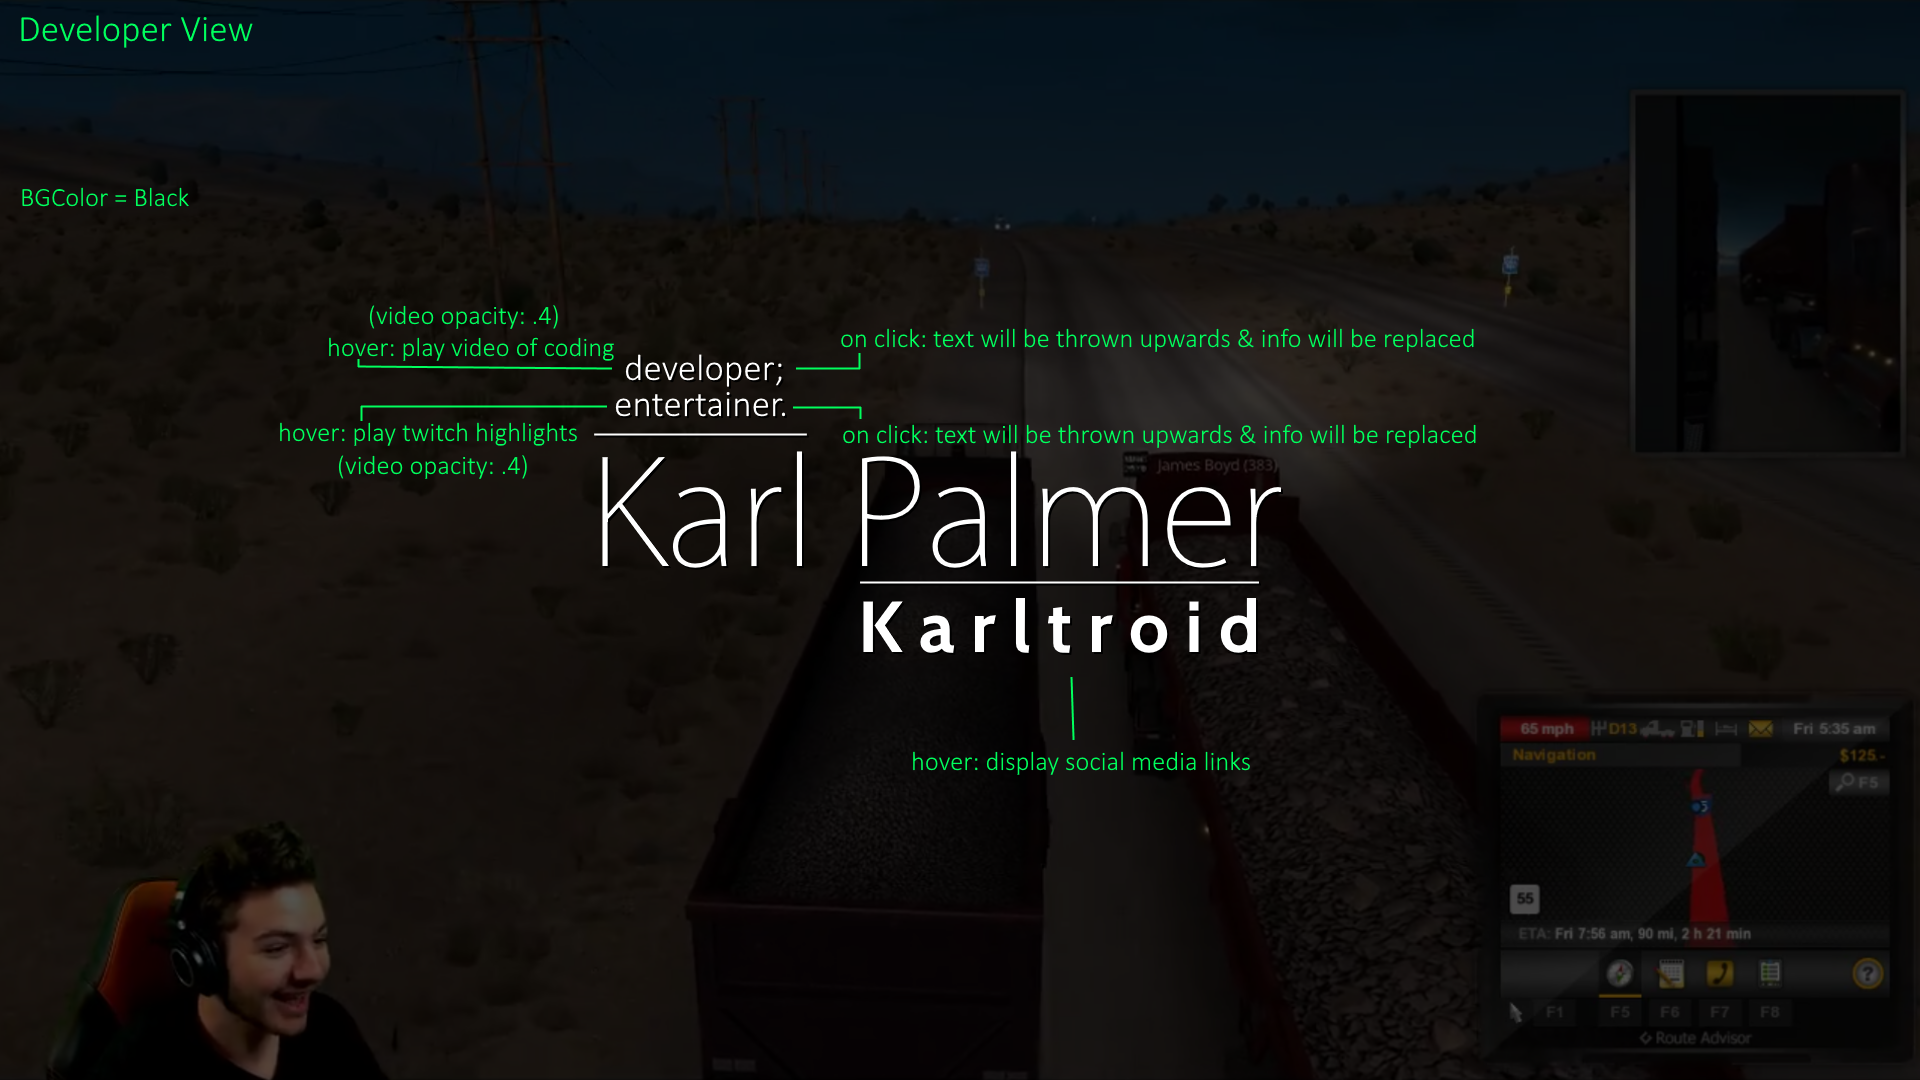 Developer View
BGColor = Black
(video opacity: .4)
hover: play video of coding
on click: text will be thrown upwards & info will be replaced
developer;
entertainer.
hover: play twitch highlights
(video opacity: .4)
on click: text will be thrown upwards & info will be replaced
James Boyd (383)
Karl Palmer
Karltroid
hover: display social media links
65 mph D13 Fri 5:35 am
Navigation $125.-
F5
55
ETA: Fri 7:56 am, 90 mi, 2 h 21 min
F1 F5 F6 F7 F8
Route Advisor